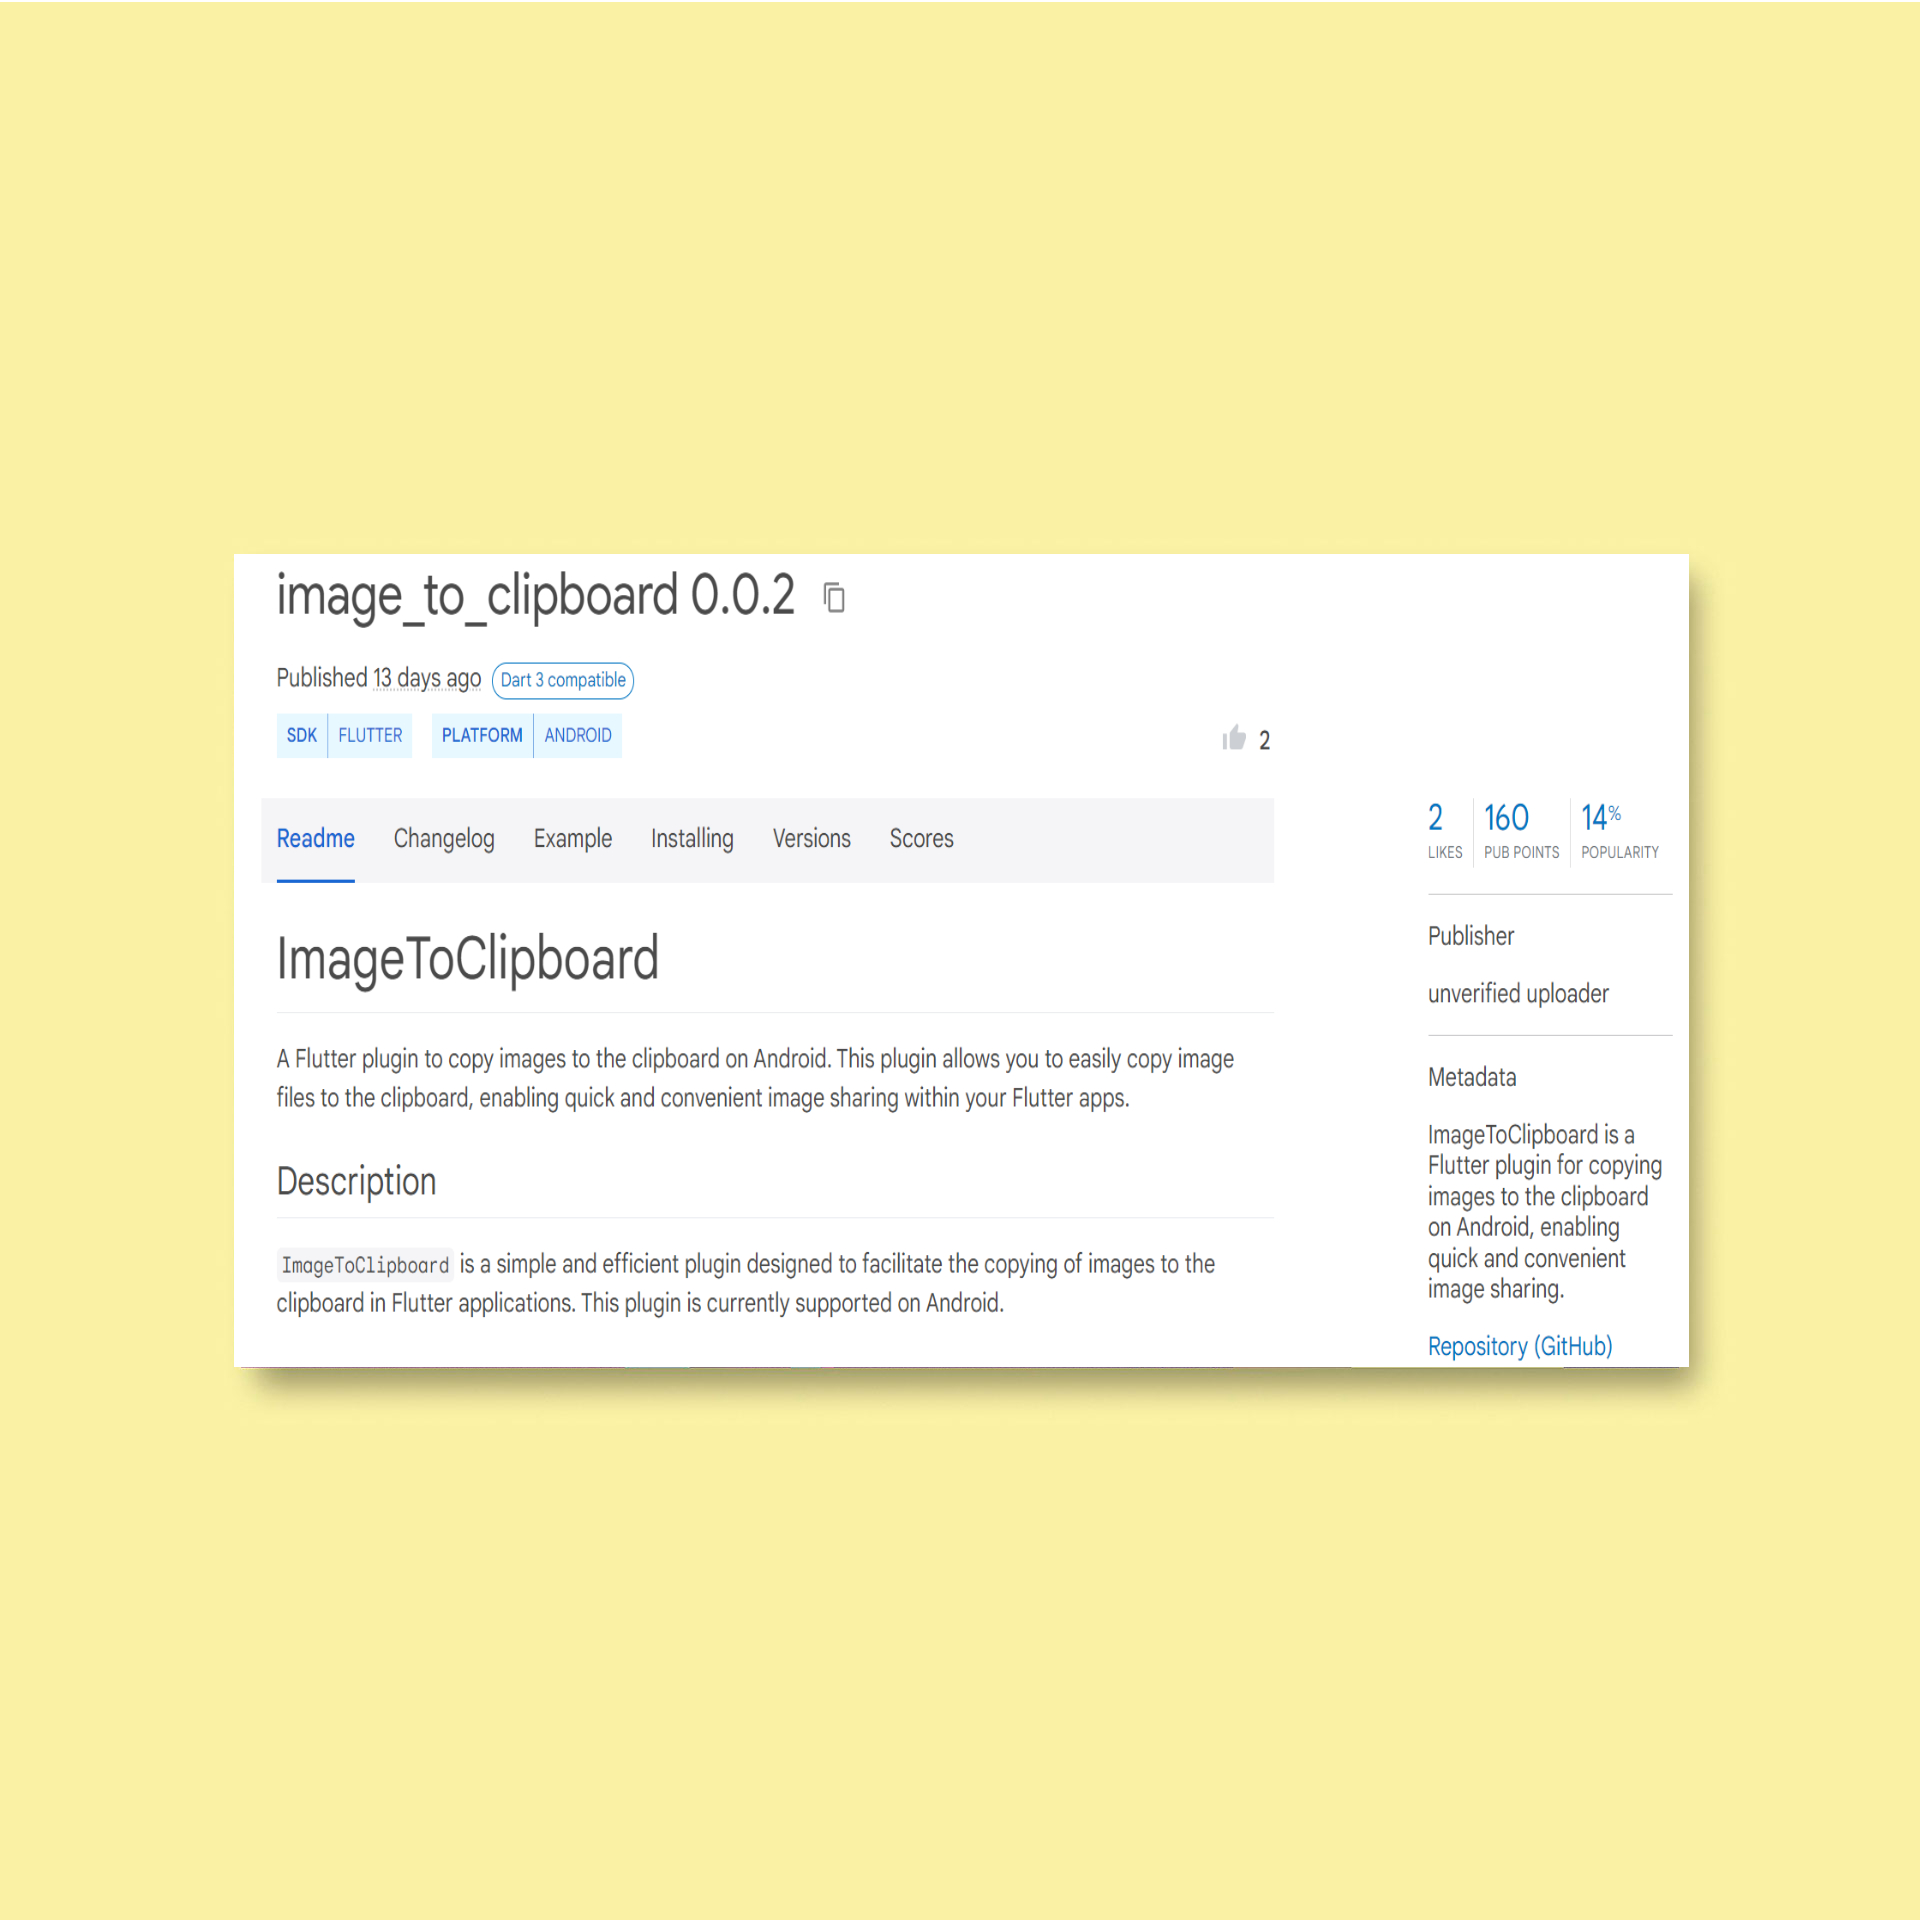 image_to_clipboard 0.0.2
Published 13 days ago Dart 3 compatible
SDK FLUTTER PLATFORM ANDROID
2
Readme Changelog Example Installing Versions Scores
ImageToClipboard
A Flutter plugin to copy images to the clipboard on Android. This plugin allows you to easily copy image
files to the clipboard, enabling quick and convenient image sharing within your Flutter apps.
Description
ImageToClipboard is a simple and efficient plugin designed to facilitate the copying of images to the
clipboard in Flutter applications. This plugin is currently supported on Android.
2 160 14%
LIKES PUB POINTS POPULARITY
Publisher
unverified uploader
Metadata
ImageToClipboard is a
Flutter plugin for copying
images to the clipboard
on Android, enabling
quick and convenient
image sharing.
Repository (GitHub)